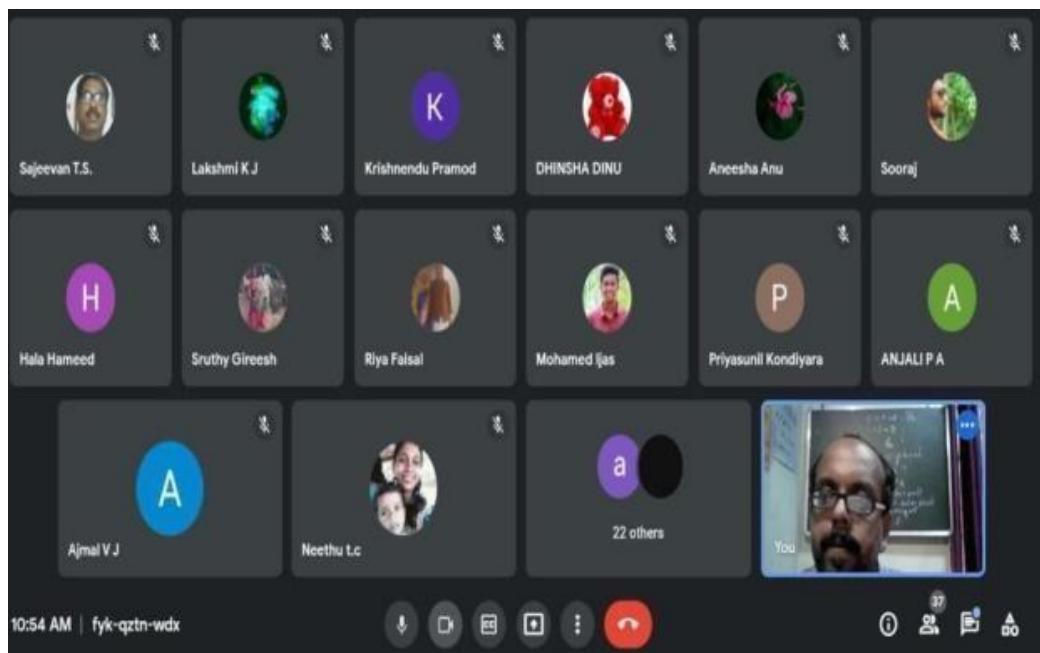 Sajeevan T.S.
Lakshmi K J
K
Krishnendu Pramod
DHINSHA DINU
Aneesha Anu
Sooraj
H
Hala Hameed
Sruthy Gireesh
Riya Faisal
Mohamed Ijas
P
Priyasunil Kondiyara
A
ANJALI P A
A
Ajmal V J
Neethu t.c
a
22 others
You
10:54 AM | fyk-qztn-wdx
CC
37